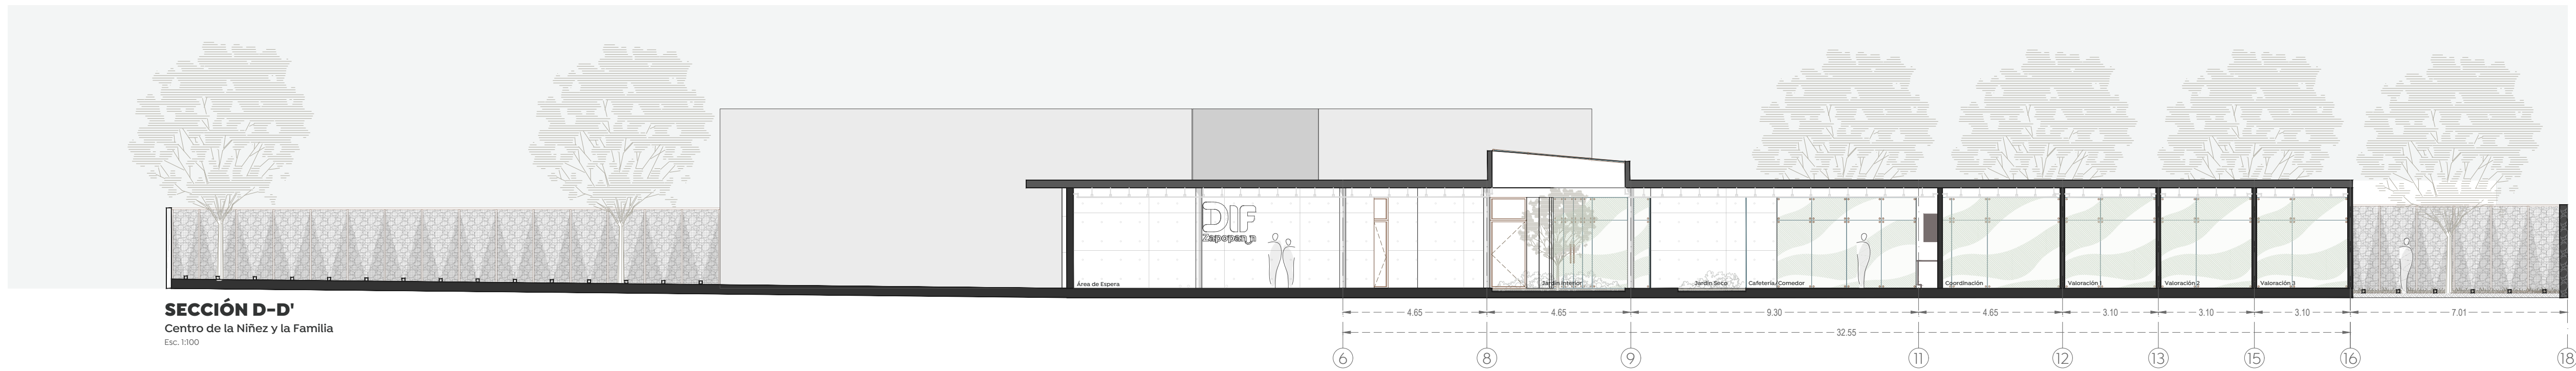 DIF
Zapopan
Área de Espera
Jardín Interior
Jardín Seco
Cafetería/Comedor
Coordinación
Valoración 1
Valoración 2
Valoración 3
SECCIÓN D-D'
Centro de la Niñez y la Familia
Esc. 1:100
4.65
4.65
9.30
4.65
3.10
3.10
3.10
7.01
32.55
6
8
9
11
12
13
15
16
18